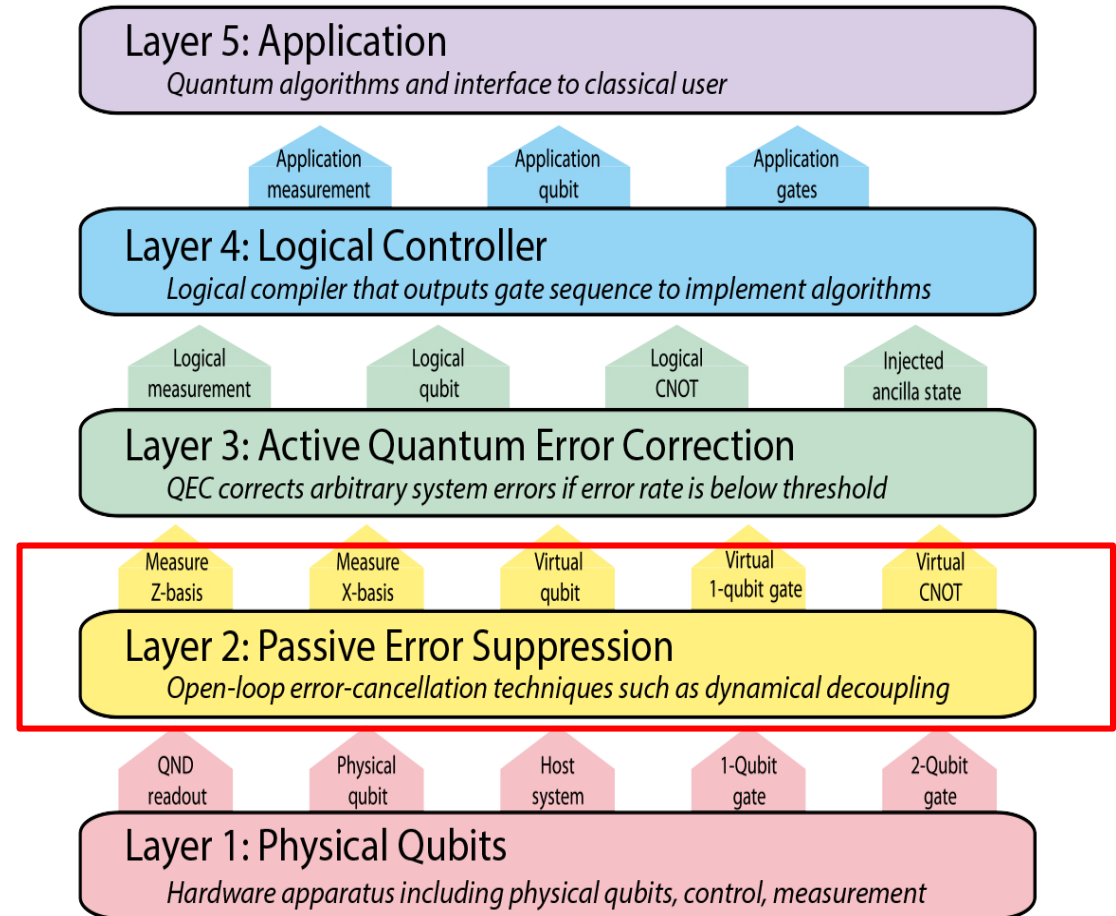 Layer 5: Application
Quantum algorithms and interface to classical user
Application
measurement
Application
qubit
Application
gates
Layer 4: Logical Controller
Logical compiler that outputs gate sequence to implement algorithms
Logical
measurement
Logical
qubit
Logical
CNOT
Injected
ancilla state
Layer 3: Active Quantum Error Correction
QEC corrects arbitrary system errors if error rate is below threshold
Measure
Z-basis
Measure
X-basis
Virtual
qubit
Virtual
1-qubit gate
Virtual
CNOT
Layer 2: Passive Error Suppression
Open-loop error-cancellation techniques such as dynamical decoupling
QND
readout
Physical
qubit
Host
system
1-Qubit
gate
2-Qubit
gate
Layer 1: Physical Qubits
Hardware apparatus including physical qubits, control, measurement